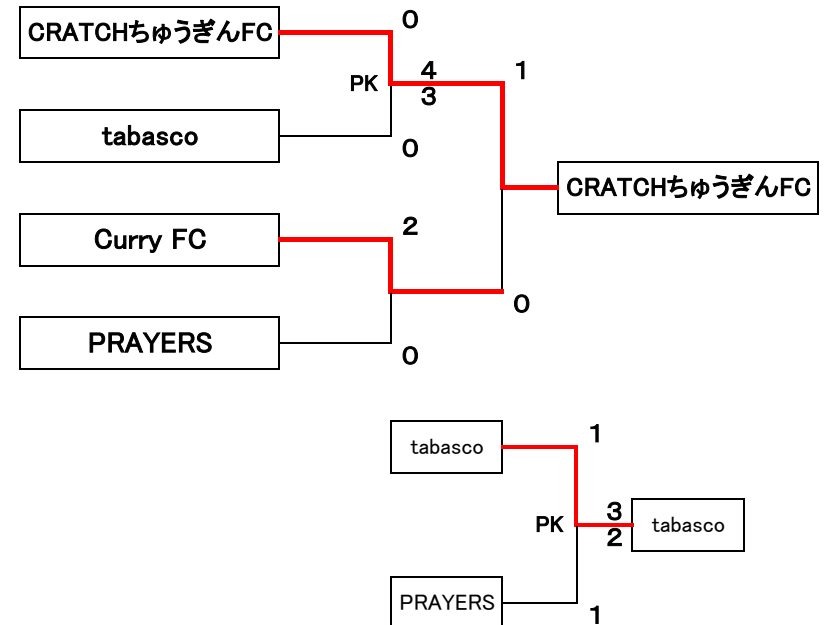 CRATCHちゅうぎんFC
0
PK
4
3
1
tabasco
0
CRATCHちゅうぎんFC
Curry FC
2
0
PRAYERS
0
tabasco
1
PK
3
2
tabasco
PRAYERS
1